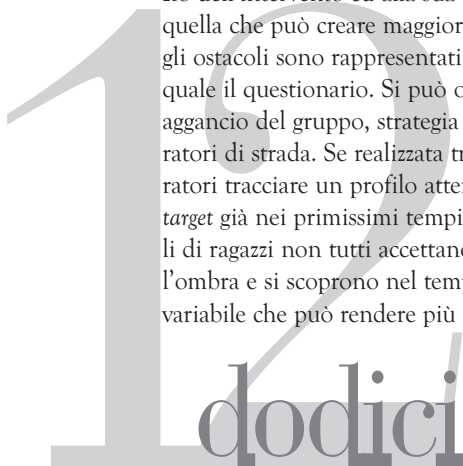 quella che può creare maggior
gli ostacoli sono rappresentati
quale il questionario. Si può o
aggancio del gruppo, strategia
ratori di strada. Se realizzata tr
ratori tracciare un profilo atte
target già nei primissimi tempi
li di ragazzi non tutti accettano
l'ombra e si scoprono nel temp
variabile che può rendere più
12
dodici